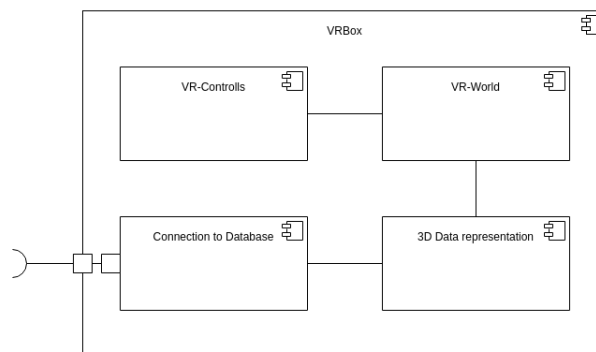 VRBox
VR-Controlls
VR-World
Connection to Database
3D Data representation